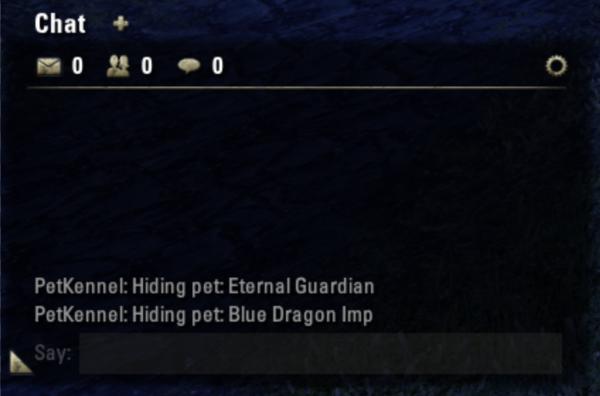 Chat
0 0 0
PetKennel: Hiding pet: Eternal Guardian
PetKennel: Hiding pet: Blue Dragon Imp
Say: